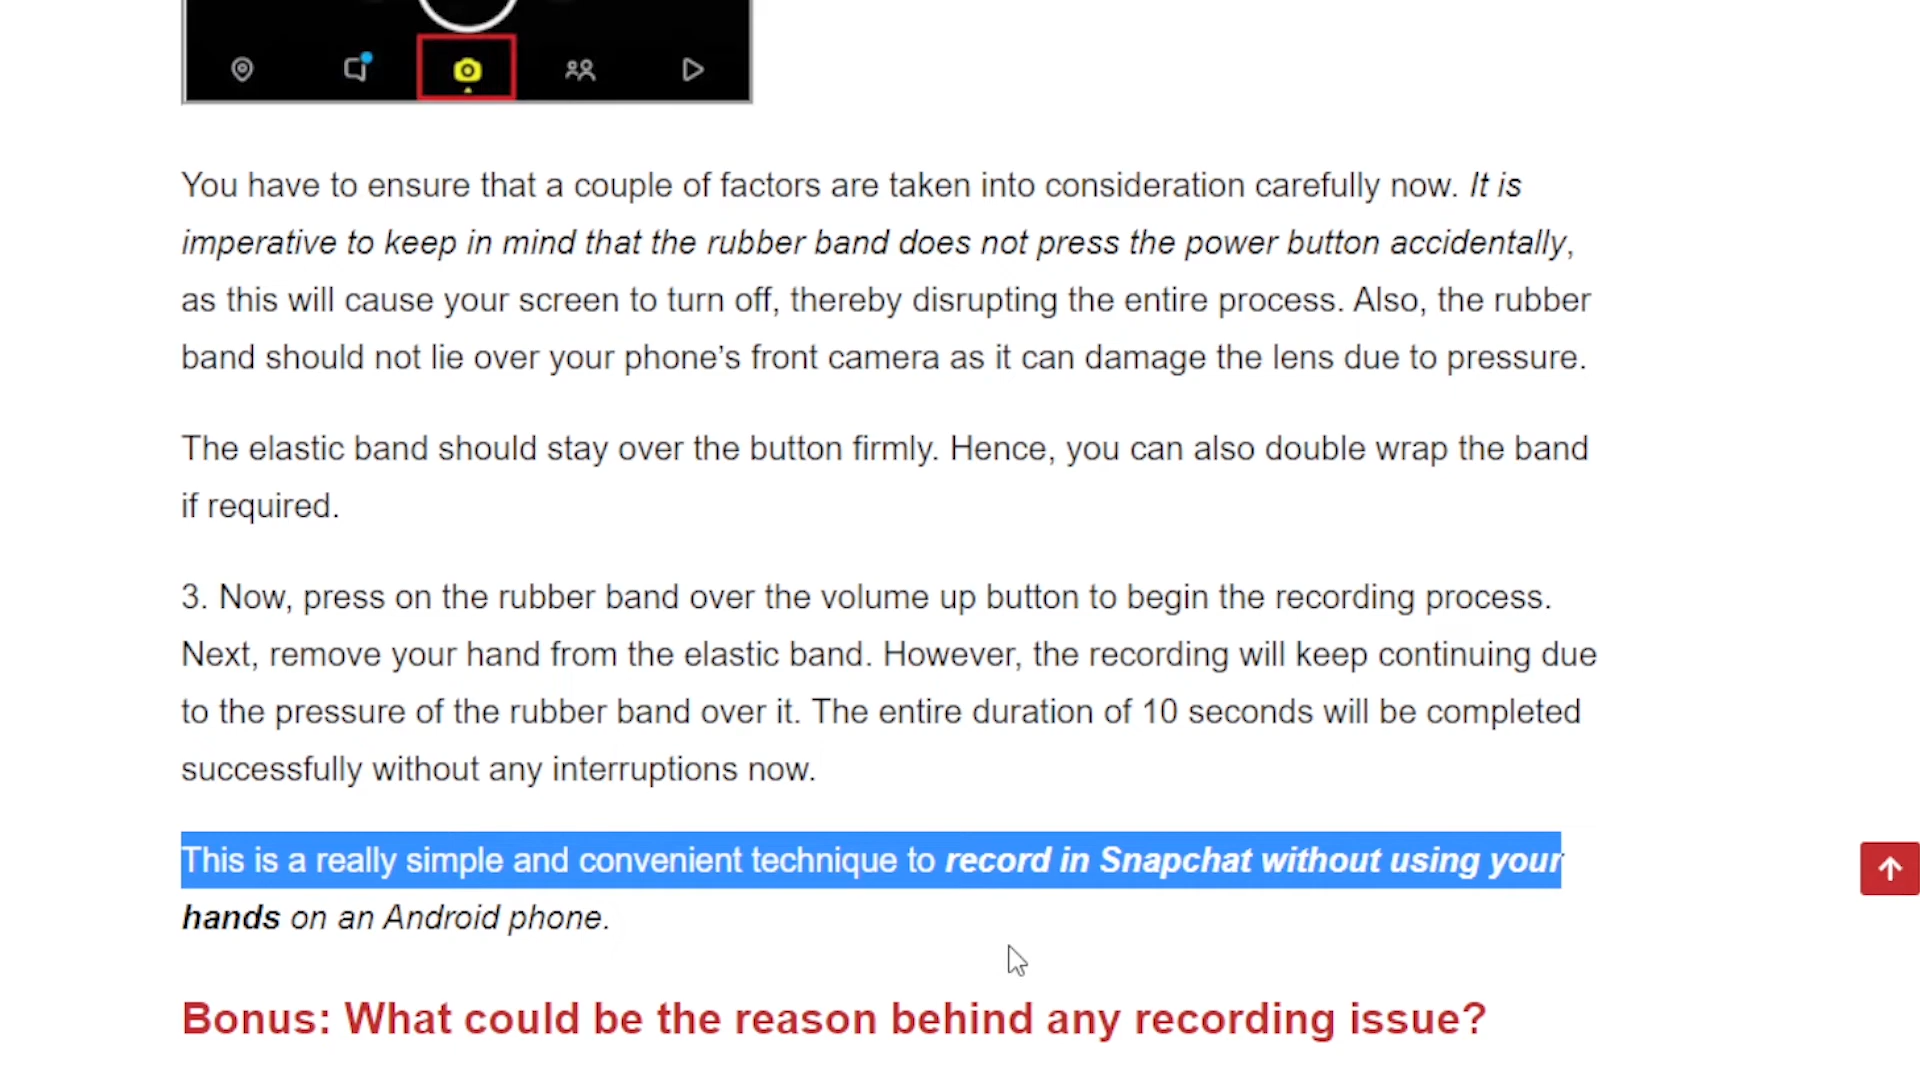 You have to ensure that a couple of factors are taken into consideration carefully now. It is
imperative to keep in mind that the rubber band does not press the power button accidentally,
as this will cause your screen to turn off, thereby disrupting the entire process. Also, the rubber
band should not lie over your phone’s front camera as it can damage the lens due to pressure.
The elastic band should stay over the button firmly. Hence, you can also double wrap the band
if required.
3. Now, press on the rubber band over the volume up button to begin the recording process.
Next, remove your hand from the elastic band. However, the recording will keep continuing due
to the pressure of the rubber band over it. The entire duration of 10 seconds will be completed
successfully without any interruptions now.
This is a really simple and convenient technique to record in Snapchat without using your
hands on an Android phone.
Bonus: What could be the reason behind any recording issue?